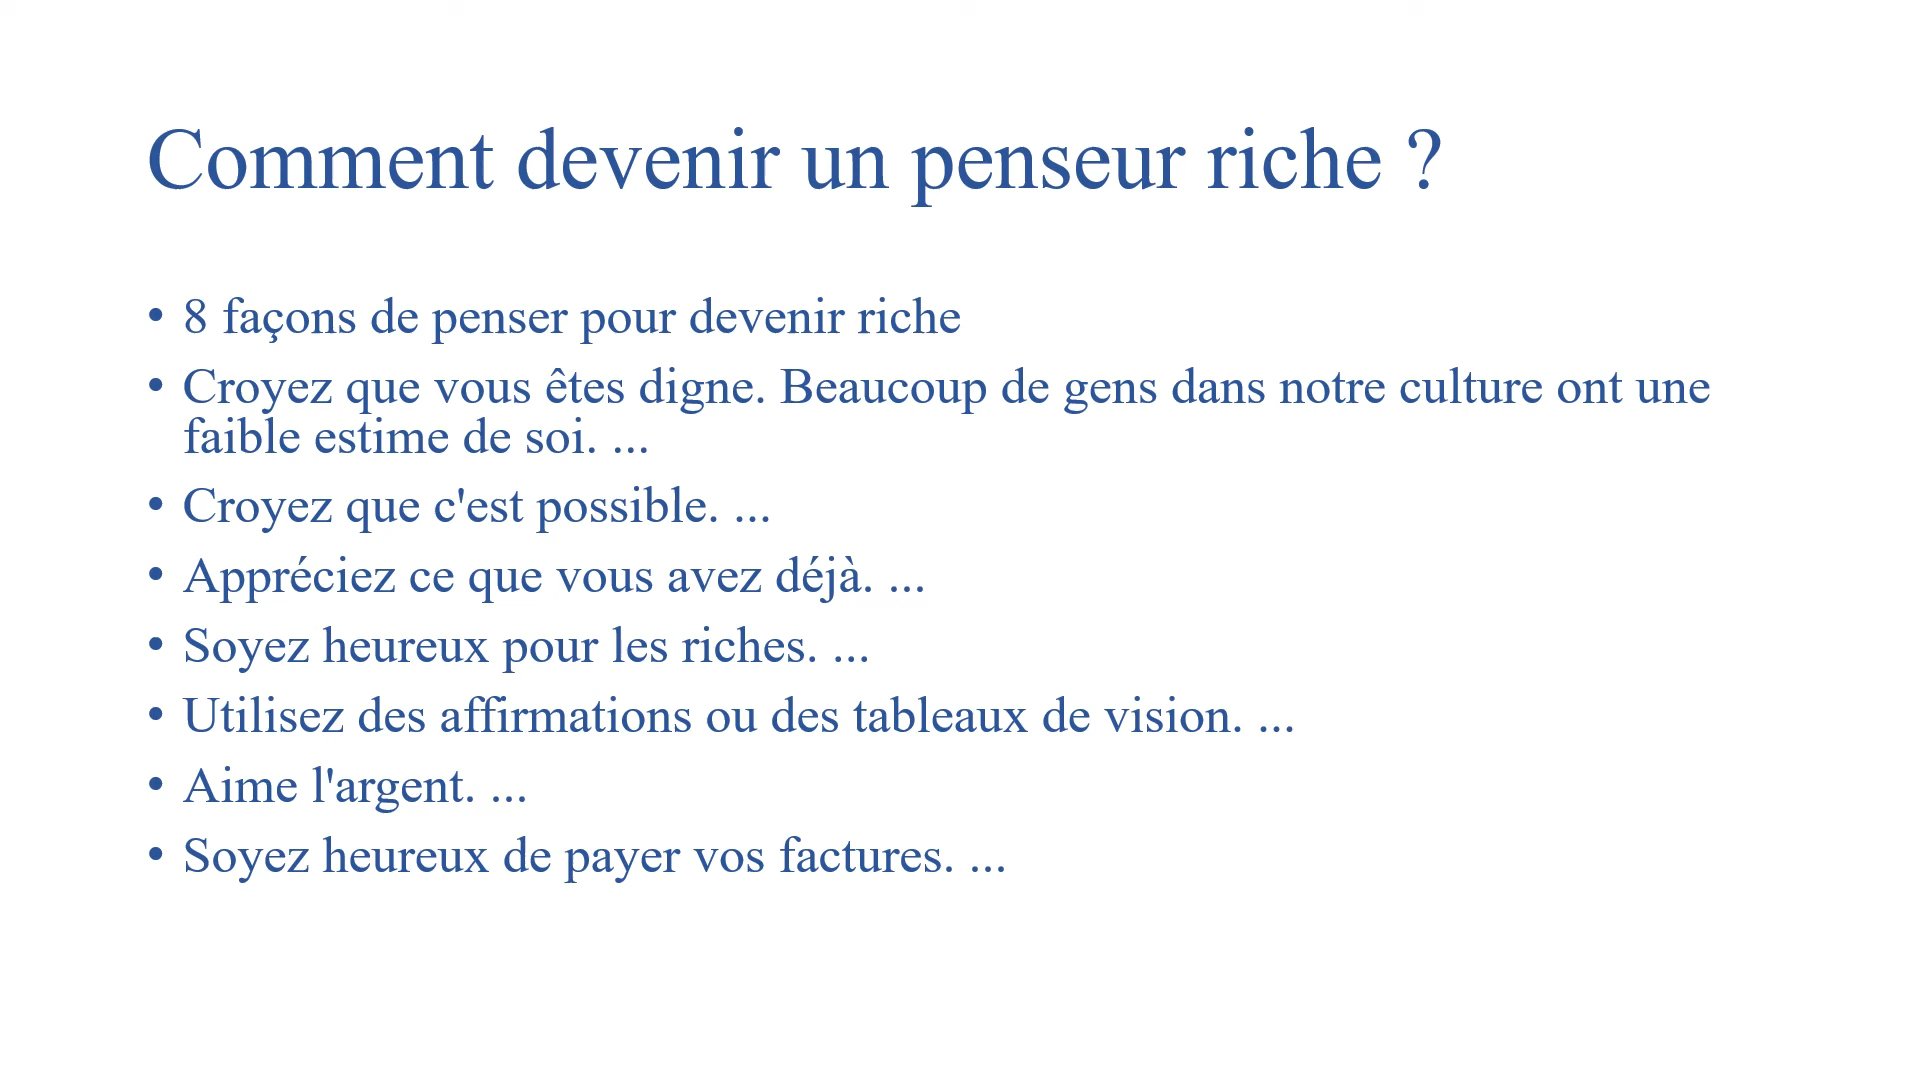 Comment devenir un penseur riche ?
• 8 façons de penser pour devenir riche
• Croyez que vous êtes digne. Beaucoup de gens dans notre culture ont une
faible estime de soi. ...
• Croyez que c'est possible. ...
• Appréciez ce que vous avez déjà. ...
• Soyez heureux pour les riches. ...
• Utilisez des affirmations ou des tableaux de vision. ...
• Aime l'argent. ...
• Soyez heureux de payer vos factures. ...